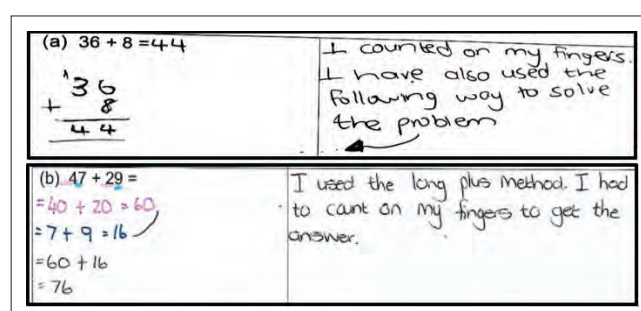 (a) 36 + 8 = 44
1
36
+ 8
44
I counted on my fingers.
I have also used the
following way to solve
the problem
(b) 47 + 29 =
= 40 + 20 = 60
= 7 + 9 = 16
= 60 + 16
= 76
I used the long plus method. I had
to count on my fingers to get the
answer.